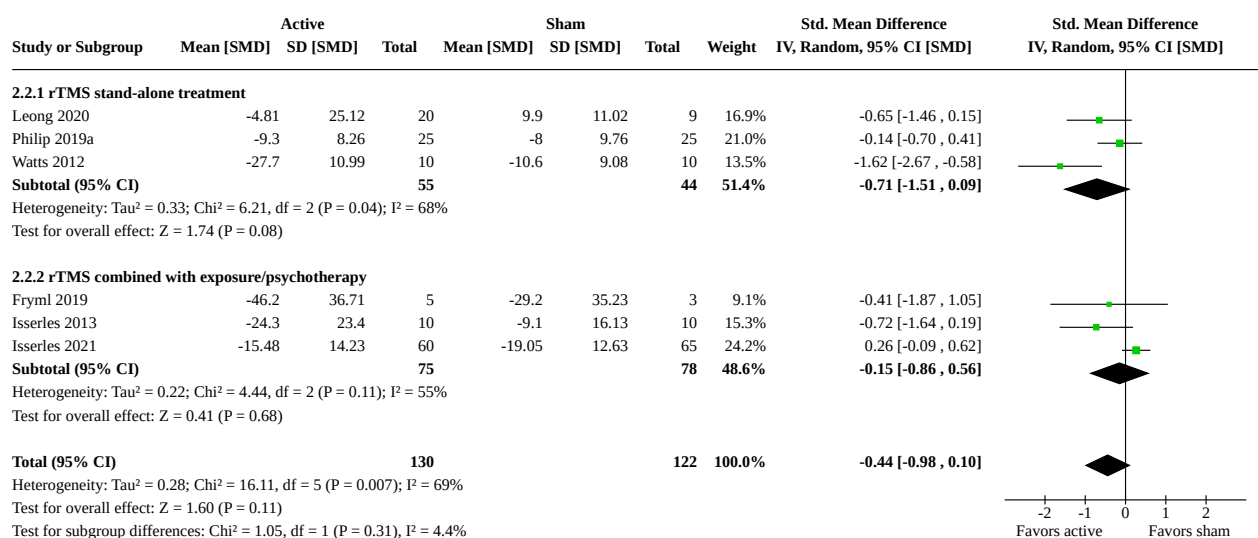 Active Sham Std. Mean Difference Std. Mean Difference
Study or Subgroup Mean [SMD] SD [SMD] Total Mean [SMD] SD [SMD] Total Weight IV, Random, 95% CI [SMD] IV, Random, 95% CI [SMD]
2.2.1 rTMS stand-alone treatment
Leong 2020 -4.81 25.12 20 9.9 11.02 9 16.9% -0.65 [-1.46 , 0.15]
Philip 2019a -9.3 8.26 25 -8 9.76 25 21.0% -0.14 [-0.70 , 0.41]
Watts 2012 -27.7 10.99 10 -10.6 9.08 10 13.5% -1.62 [-2.67 , -0.58]
Subtotal (95% CI) 55 44 51.4% -0.71 [-1.51 , 0.09]
Heterogeneity: Tau² = 0.33; Chi² = 6.21, df = 2 (P = 0.04); I² = 68%
Test for overall effect: Z = 1.74 (P = 0.08)
2.2.2 rTMS combined with exposure/psychotherapy
Fryml 2019 -46.2 36.71 5 -29.2 35.23 3 9.1% -0.41 [-1.87 , 1.05]
Isserles 2013 -24.3 23.4 10 -9.1 16.13 10 15.3% -0.72 [-1.64 , 0.19]
Isserles 2021 -15.48 14.23 60 -19.05 12.63 65 24.2% 0.26 [-0.09 , 0.62]
Subtotal (95% CI) 75 78 48.6% -0.15 [-0.86 , 0.56]
Heterogeneity: Tau² = 0.22; Chi² = 4.44, df = 2 (P = 0.11); I² = 55%
Test for overall effect: Z = 0.41 (P = 0.68)
Total (95% CI) 130 122 100.0% -0.44 [-0.98 , 0.10]
Heterogeneity: Tau² = 0.28; Chi² = 16.11, df = 5 (P = 0.007); I² = 69%
Test for overall effect: Z = 1.60 (P = 0.11)
Test for subgroup differences: Chi² = 1.05, df = 1 (P = 0.31), I² = 4.4%
-2 -1 0 1 2
Favors active Favors sham